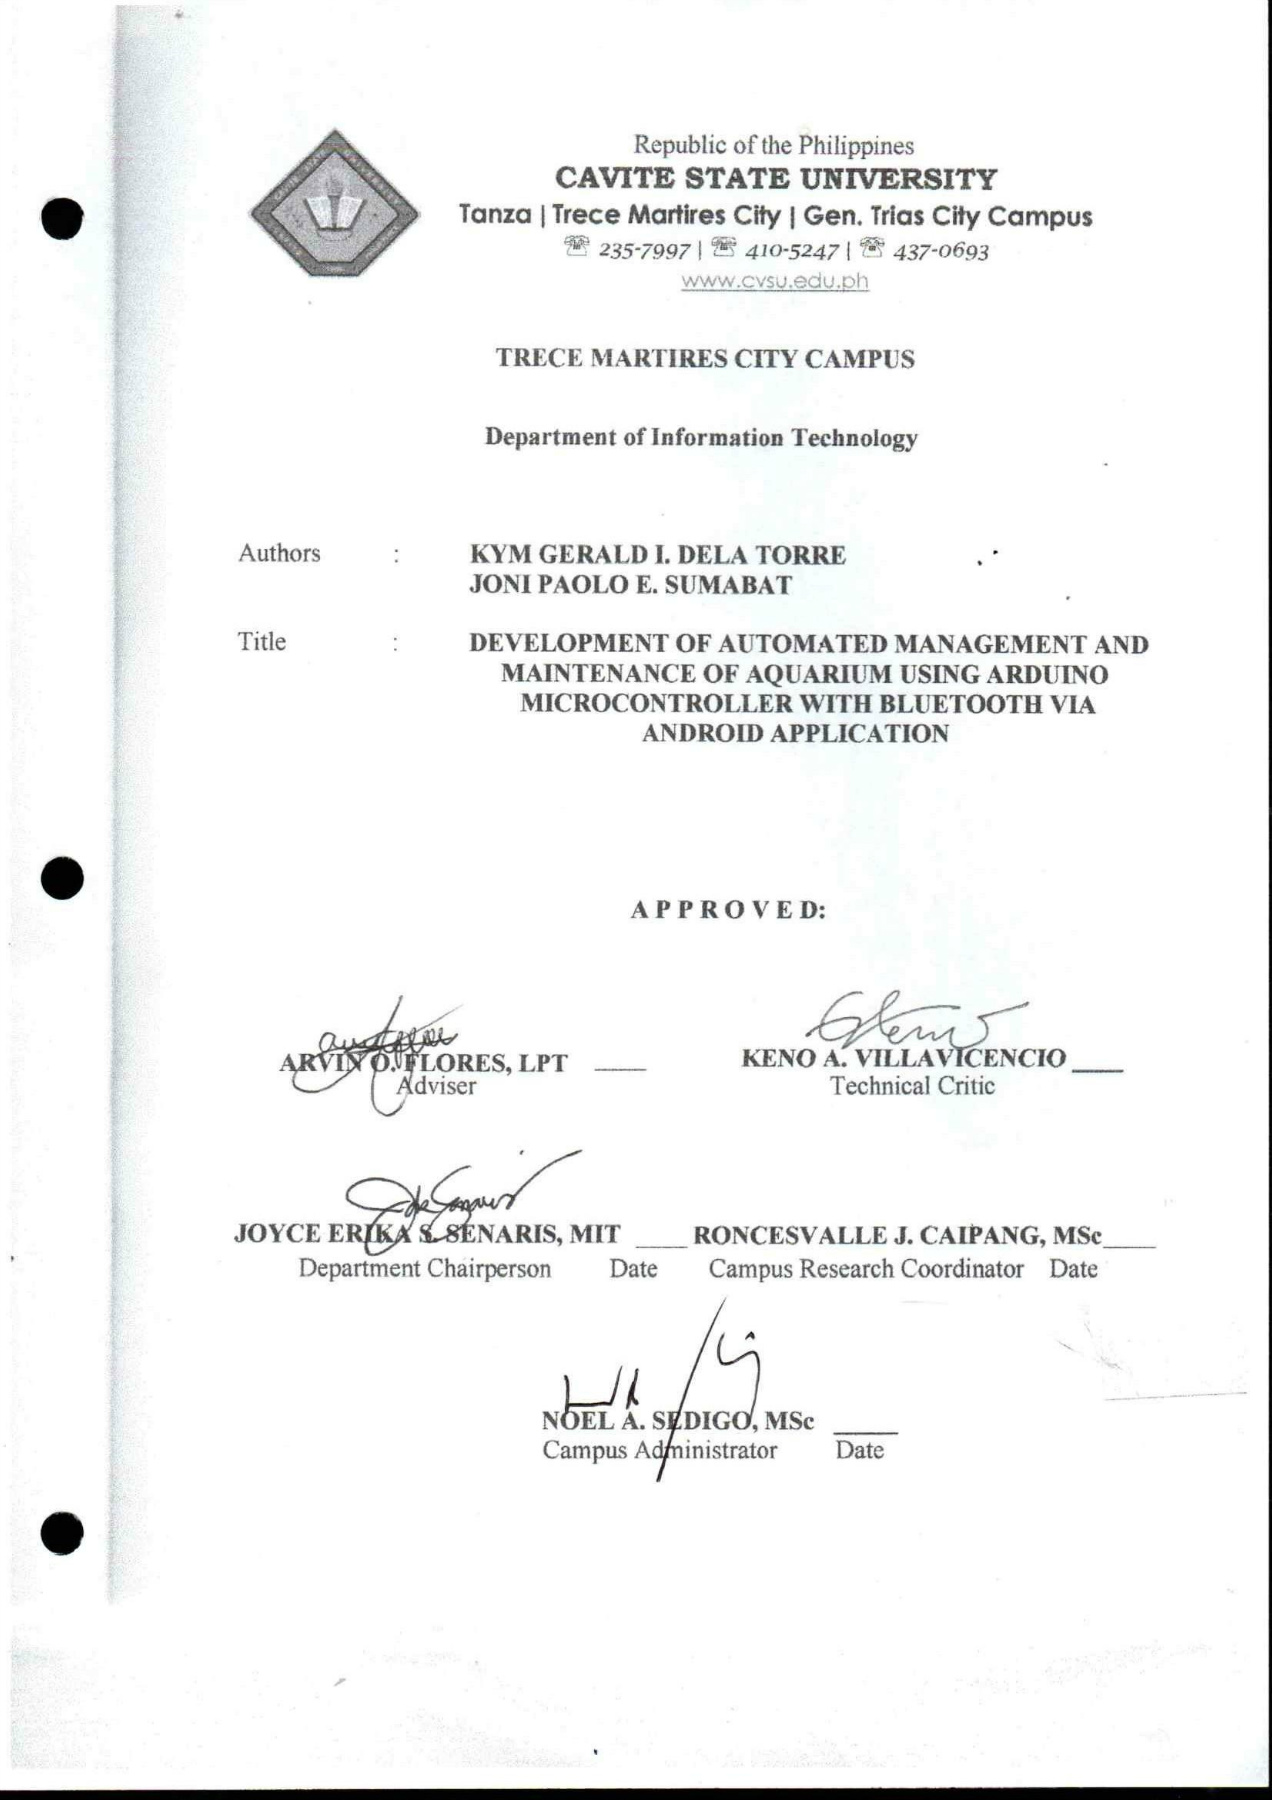 Republic of the Philippines
CAVITE STATE UNIVERSITY
Tanza | Trece Martires City | Gen. Trias City Campus
☏ 235-7997 | ☏ 410-5247 | ☏ 437-0693
www.cvsu.edu.ph
TRECE MARTIRES CITY CAMPUS
Department of Information Technology
Authors : KYM GERALD I. DELA TORRE
JONI PAOLO E. SUMABAT
Title : DEVELOPMENT OF AUTOMATED MANAGEMENT AND
MAINTENANCE OF AQUARIUM USING ARDUINO
MICROCONTROLLER WITH BLUETOOTH VIA
ANDROID APPLICATION
A P P R O V E D:
ARVIN O. FLORES, LPT ____ KENO A. VILLAVICENCIO ____
Adviser Technical Critic
JOYCE ERIKA S. SENARIS, MIT ____ RONCESVALLE J. CAIPANG, MSc ____
Department Chairperson Date Campus Research Coordinator Date
NOEL A. SEDIGO, MSc _____
Campus Administrator Date